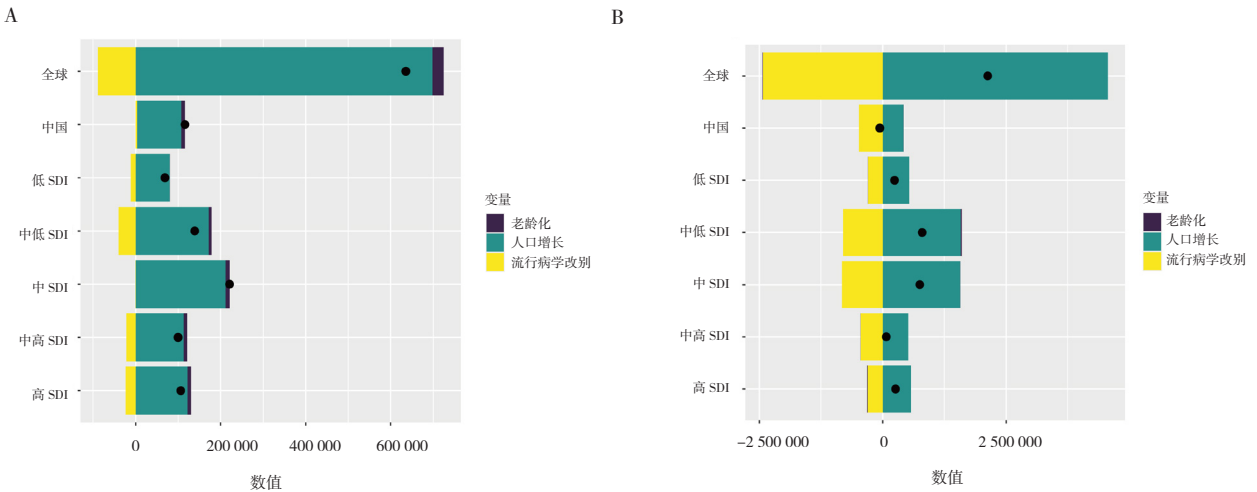 A
全球
中国
低 SDI
中低 SDI
中 SDI
中高 SDI
高 SDI
0
200 000
400 000
600 000
数值
变量
老龄化
人口增长
流行病学改别
B
全球
中国
低 SDI
中低 SDI
中 SDI
中高 SDI
高 SDI
−2 500 000
0
2 500 000
数值
变量
老龄化
人口增长
流行病学改别